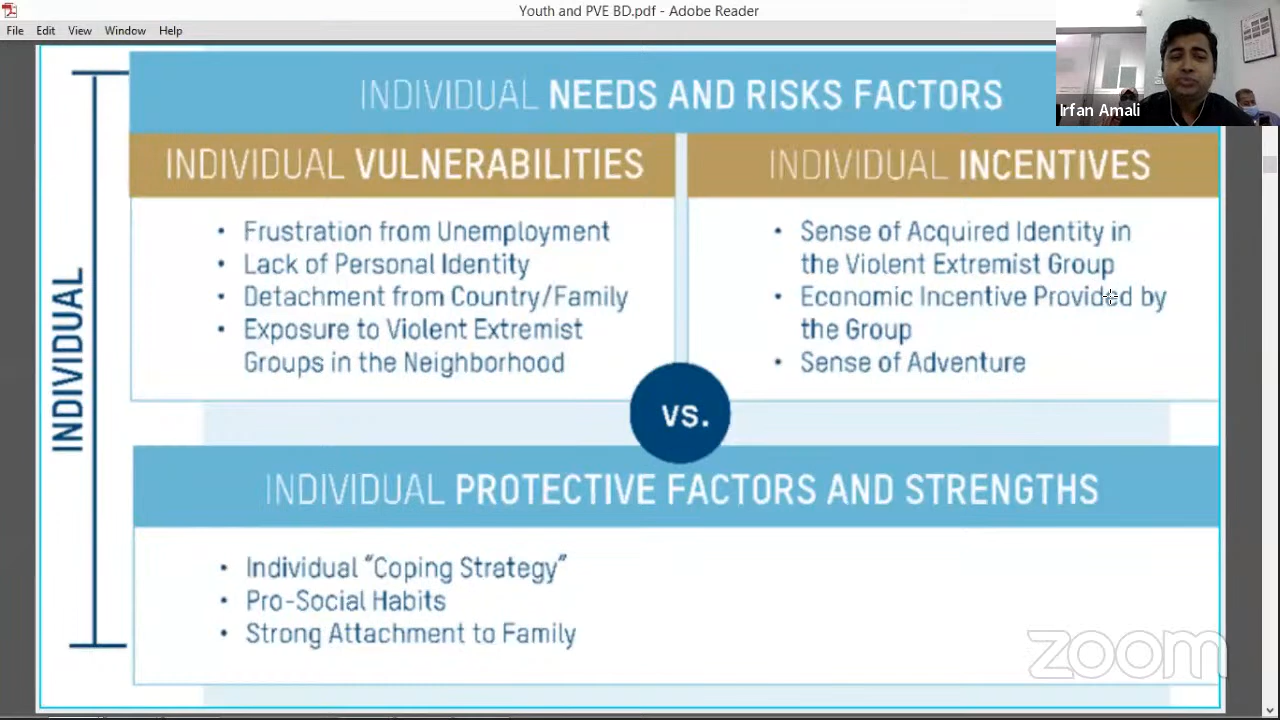 Youth and PVE BD.pdf - Adobe Reader
File Edit View Window Help
Irfan Amali
INDIVIDUAL
INDIVIDUAL NEEDS AND RISKS FACTORS
INDIVIDUAL VULNERABILITIES
• Frustration from Unemployment
• Lack of Personal Identity
• Detachment from Country/Family
• Exposure to Violent Extremist
Groups in the Neighborhood
INDIVIDUAL INCENTIVES
• Sense of Acquired Identity in
the Violent Extremist Group
• Economic Incentive Provided by
the Group
• Sense of Adventure
vs.
INDIVIDUAL PROTECTIVE FACTORS AND STRENGTHS
• Individual “Coping Strategy”
• Pro-Social Habits
• Strong Attachment to Family
zoom